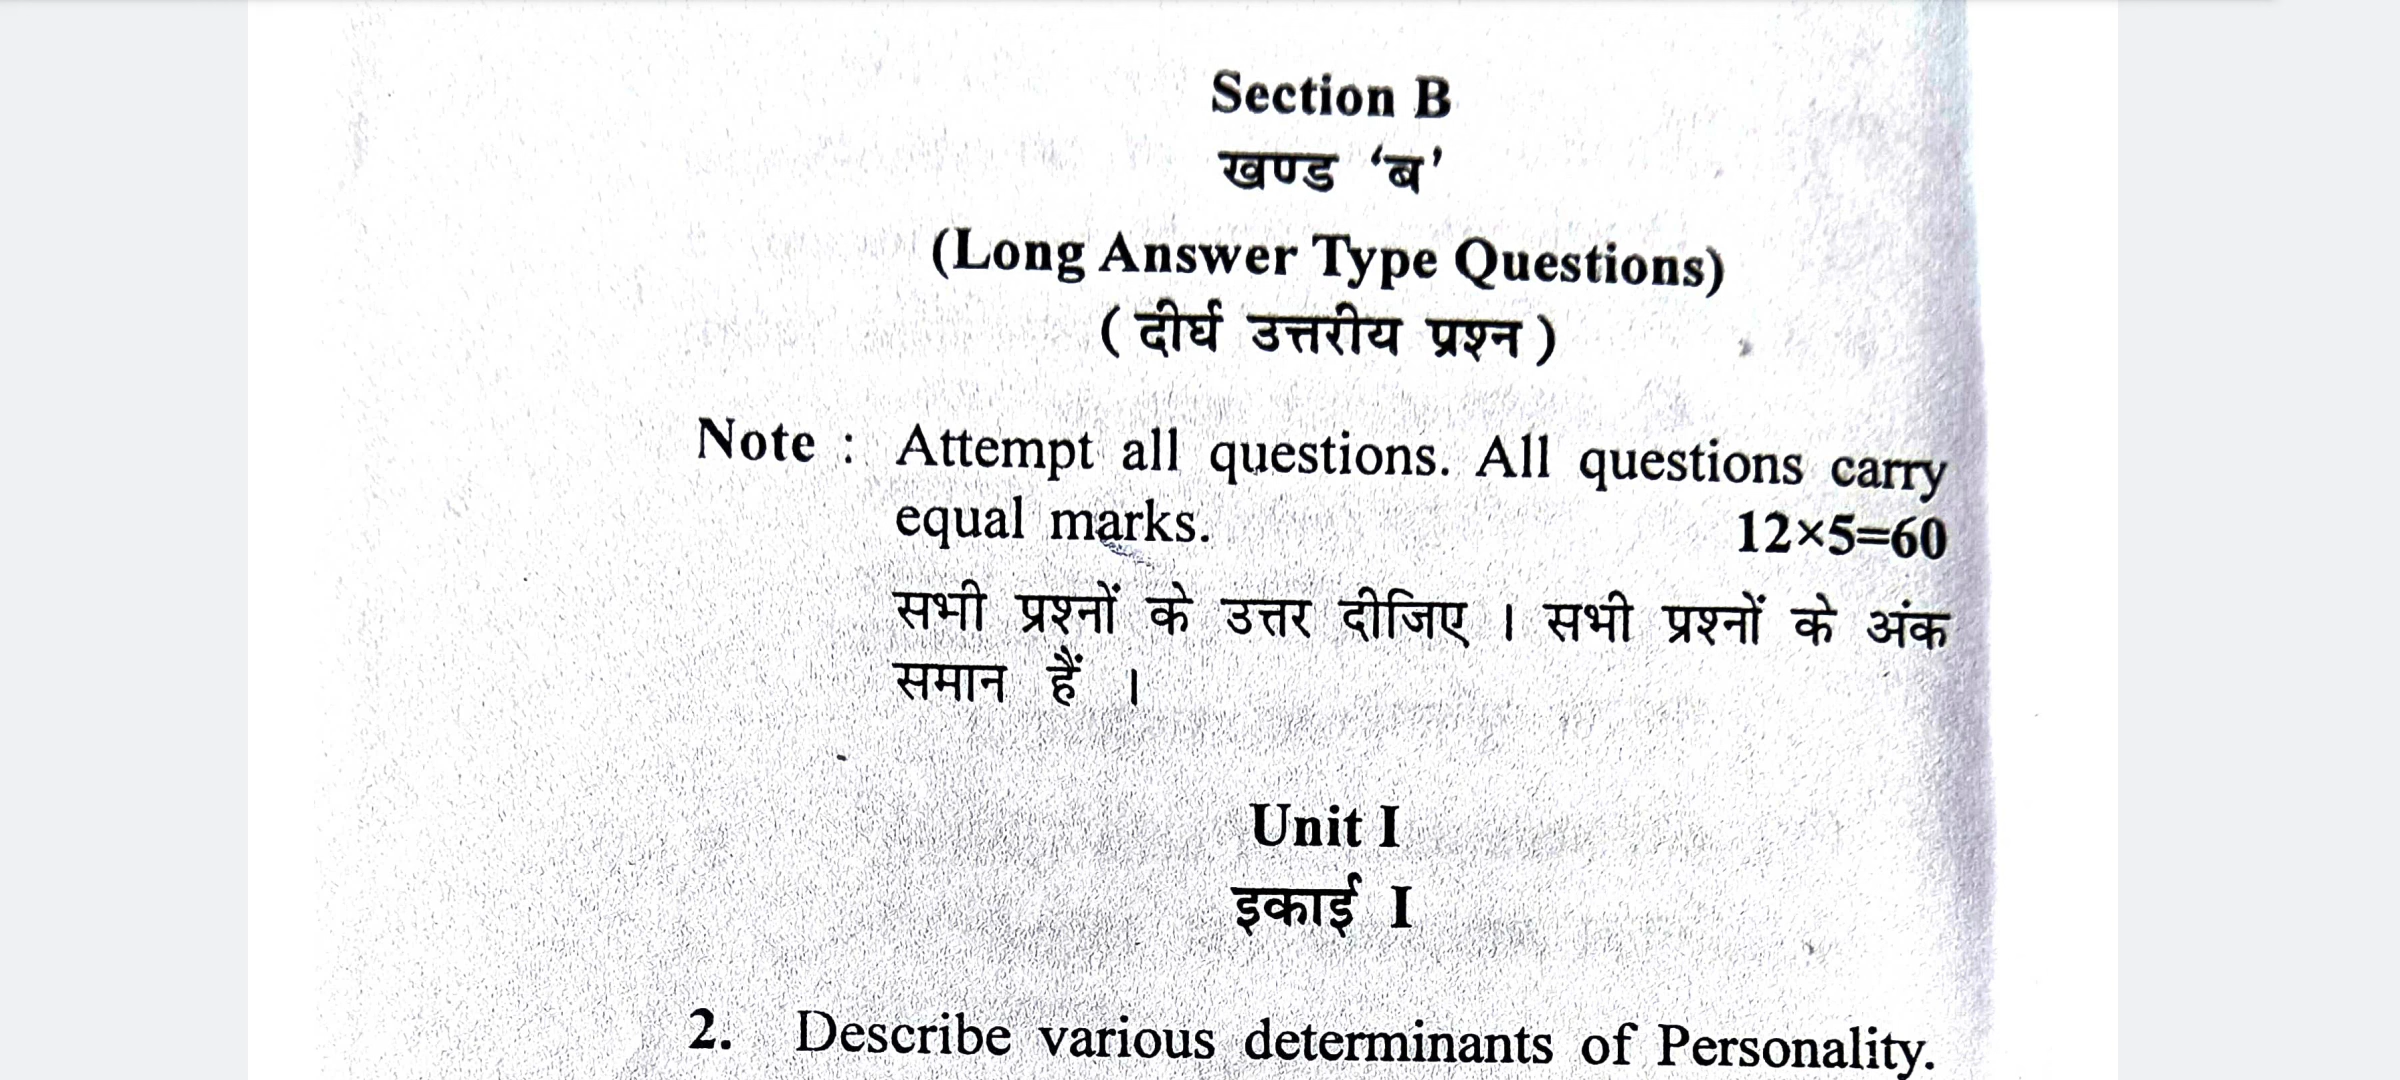 Section B
खण्ड ‘ब’
(Long Answer Type Questions)
( दीर्घ उत्तरीय प्रश्न )
Note : Attempt all questions. All questions carry
equal marks. 12×5=60
सभी प्रश्नों के उत्तर दीजिए । सभी प्रश्नों के अंक
समान हैं ।
Unit I
इकाई I
2. Describe various determinants of Personality.